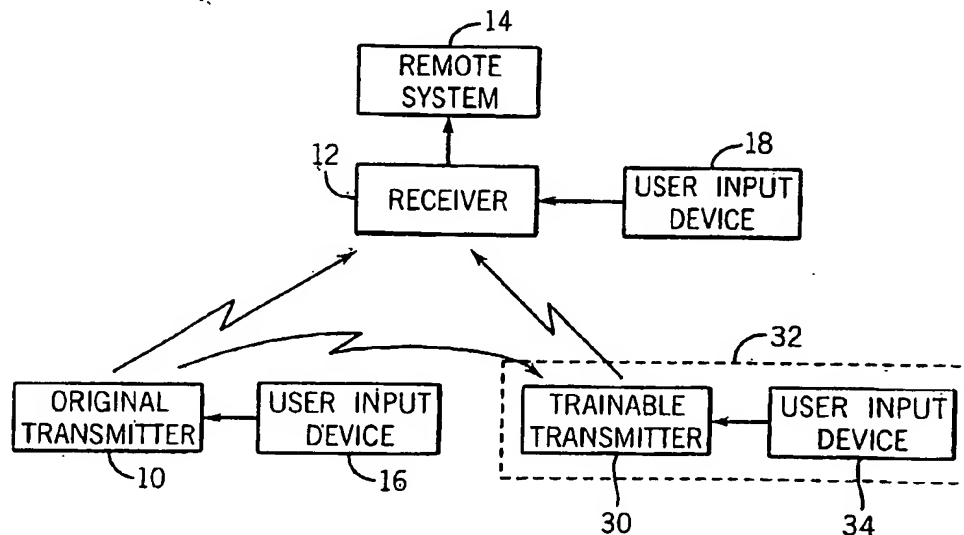 14
REMOTE
SYSTEM
12
RECEIVER
18
USER INPUT
DEVICE
32
ORIGINAL
TRANSMITTER
10
USER INPUT
DEVICE
16
TRAINABLE
TRANSMITTER
30
USER INPUT
DEVICE
34